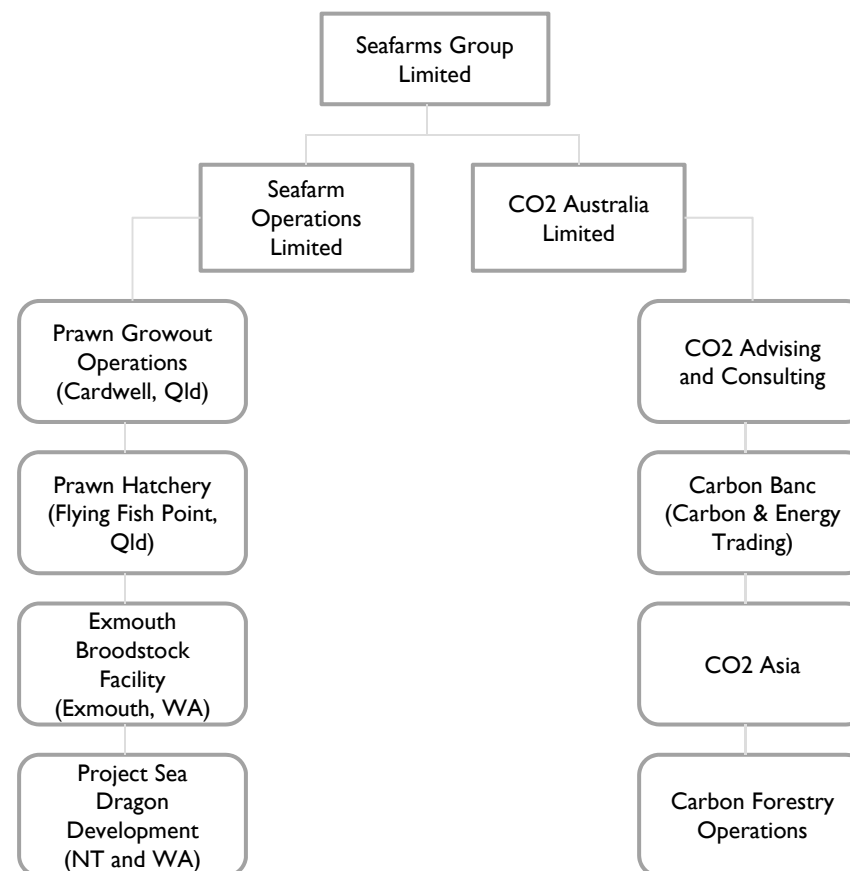 Seafarms Group
Limited
Seafarm
Operations
Limited
CO2 Australia
Limited
Prawn Growout
Operations
(Cardwell, Qld)
CO2 Advising
and Consulting
Prawn Hatchery
(Flying Fish Point,
Qld)
Carbon Banc
(Carbon & Energy
Trading)
Exmouth
Broodstock
Facility
(Exmouth, WA)
CO2 Asia
Project Sea
Dragon
Development
(NT and WA)
Carbon Forestry
Operations